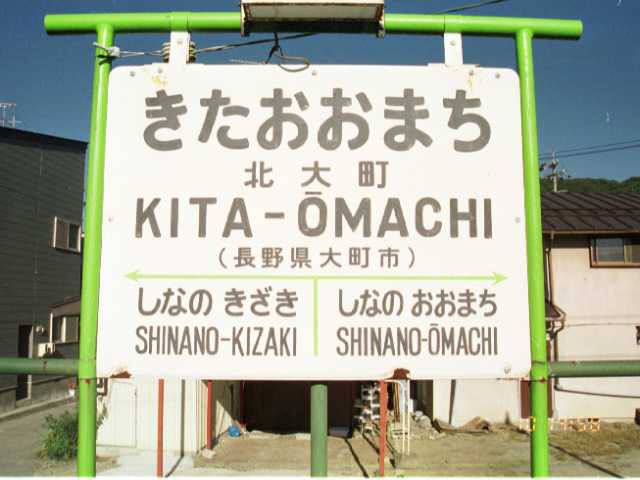 きたおおまち
北大町
KITA-ŌMACHI
(長野県大町市)
しなの きざき しなの おおまち
SHINANO-KIZAKI SHINANO-ŌMACHI